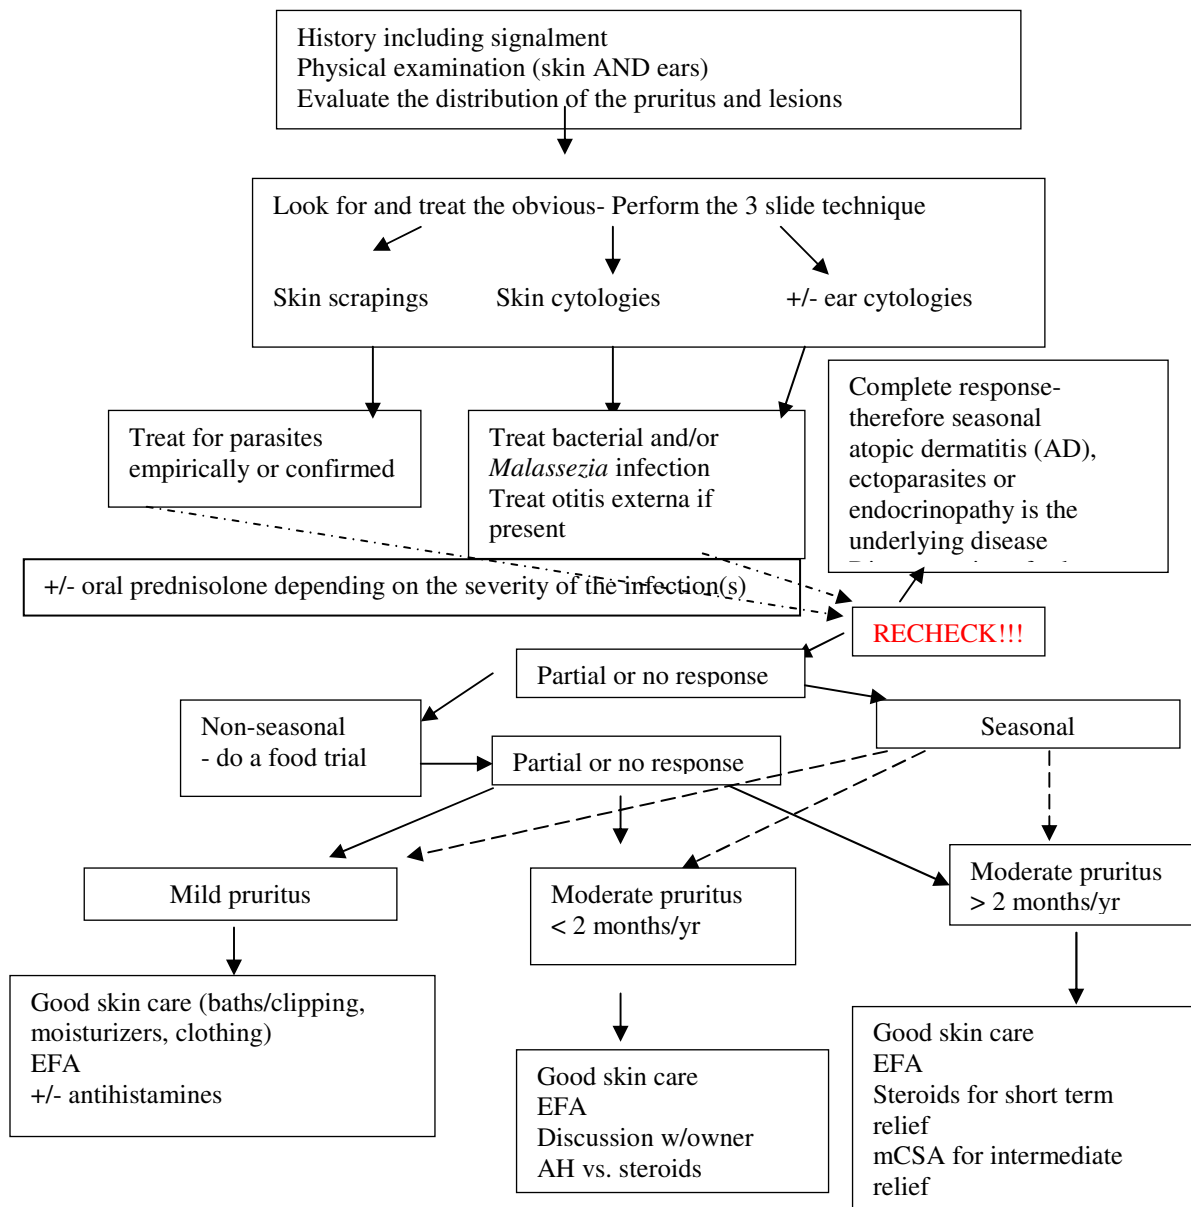 History including signalment
Physical examination (skin AND ears)
Evaluate the distribution of the pruritus and lesions
Look for and treat the obvious- Perform the 3 slide technique
Skin scrapings
Skin cytologies
+/- ear cytologies
Treat for parasites
empirically or confirmed
Treat bacterial and/or
Malassezia infection
Treat otitis externa if
present
Complete response-
therefore seasonal
atopic dermatitis (AD),
ectoparasites or
endocrinopathy is the
underlying disease
+/- oral prednisolone depending on the severity of the infection(s)
RECHECK!!!
Partial or no response
Non-seasonal
- do a food trial
Seasonal
Partial or no response
Mild pruritus
Moderate pruritus
< 2 months/yr
Moderate pruritus
> 2 months/yr
Good skin care (baths/clipping,
moisturizers, clothing)
EFA
+/- antihistamines
Good skin care
EFA
Discussion w/owner
AH vs. steroids
Good skin care
EFA
Steroids for short term
relief
mCSA for intermediate
relief